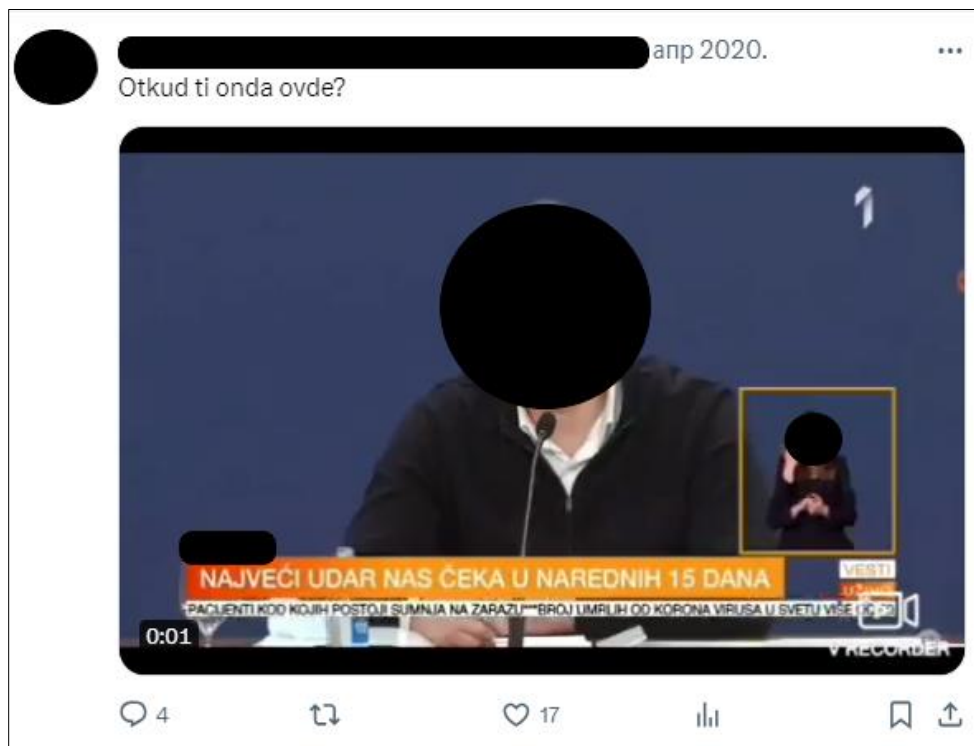 апр 2020.
Otkud ti onda ovde?
1
NAJVEĆI UDAR NAS ČEKA U NAREDNIH 15 DANA
VESTI
UŽIVO
PACIJENTI KOD KOJIH POSTOJI SUMNJA NA ZARAZU***BROJ UMRLIH OD KORONA VIRUSA U SVETU VIŠE
0:01
V RECORDER
4
17